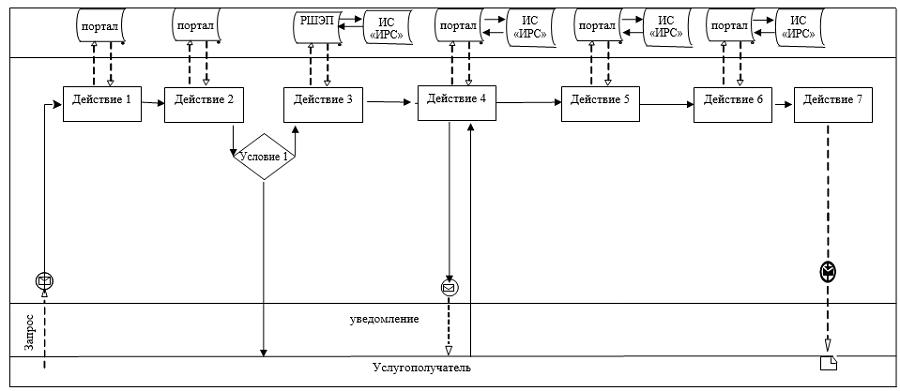 портал
портал
РШЭП
ИС
«ИРС»
портал
ИС
«ИРС»
портал
ИС
«ИРС»
портал
ИС
«ИРС»
Действие 1
Действие 2
Действие 3
Действие 4
Действие 5
Действие 6
Действие 7
Условие 1
Запрос
уведомление
Услугополучатель